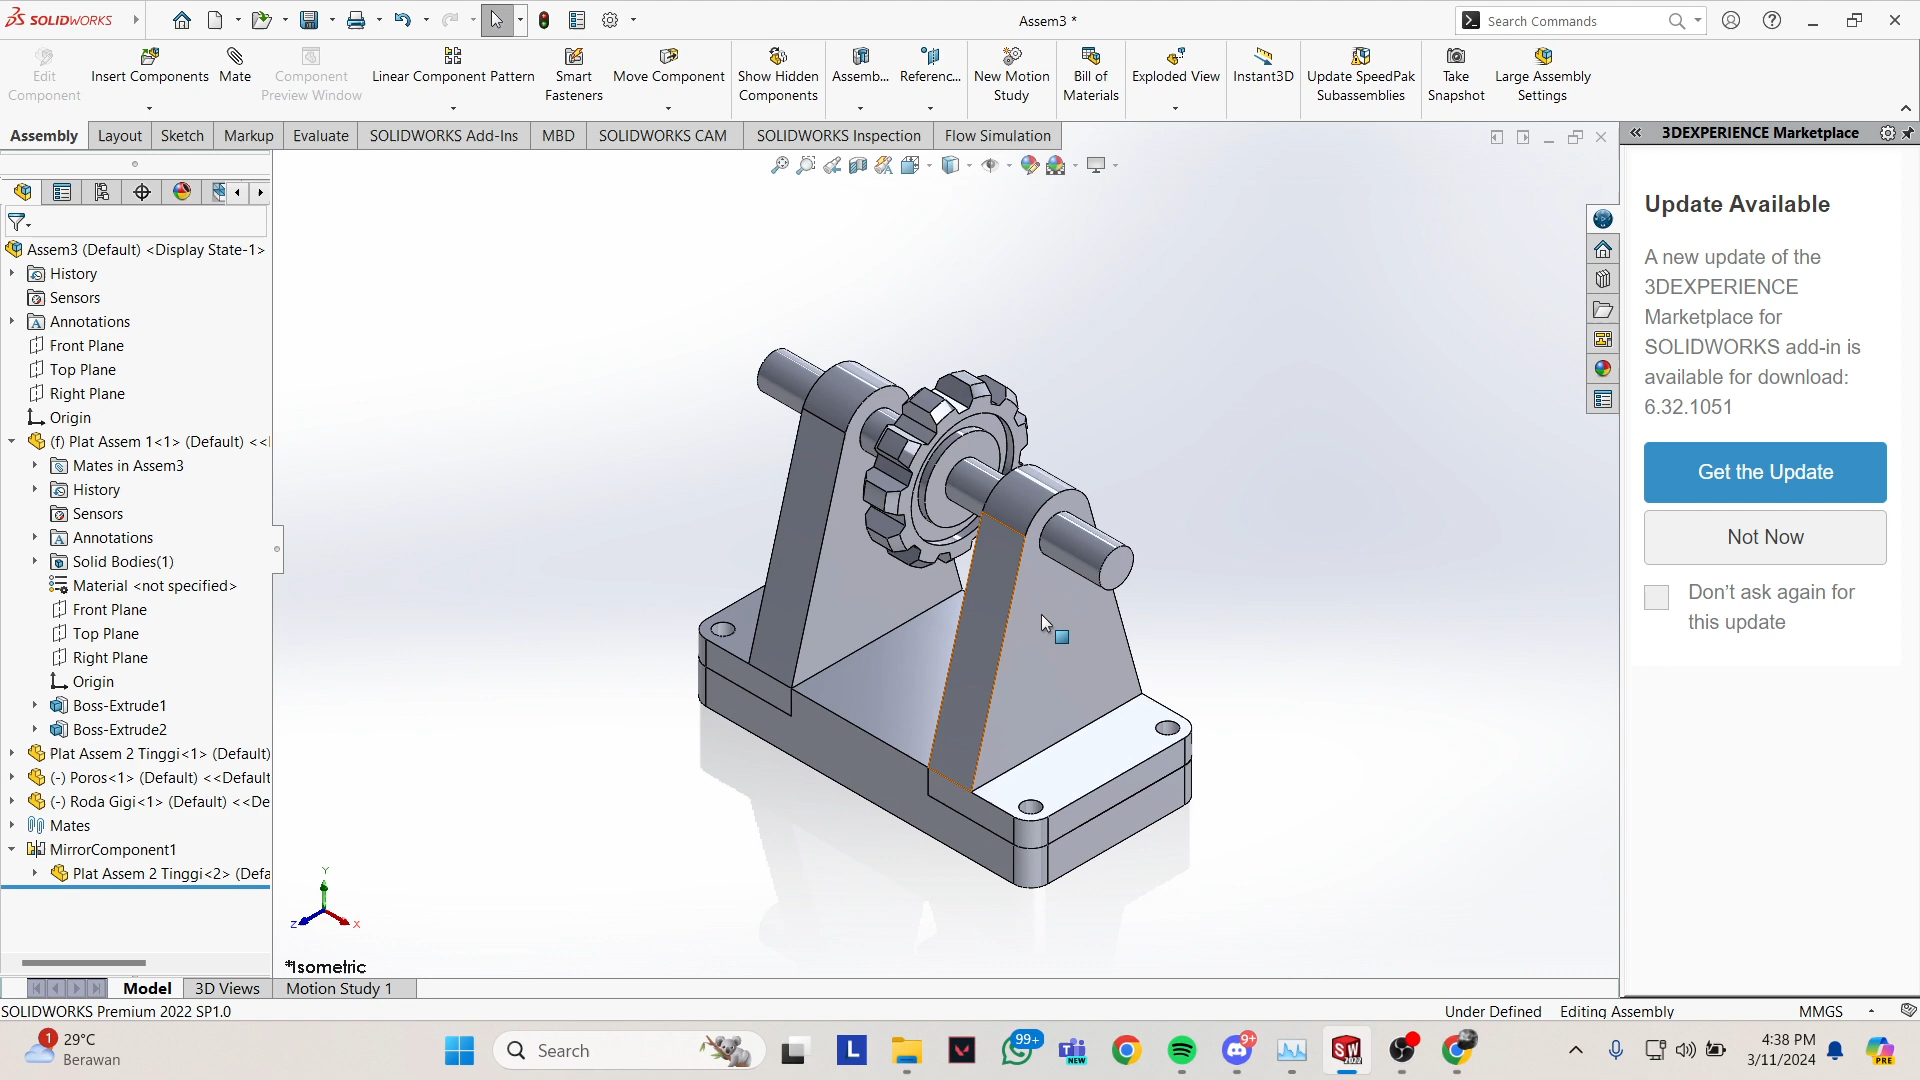 SOLIDWORKS
Assem3 *
Search Commands
Edit Component
Insert Components
Mate
Component Preview Window
Linear Component Pattern
Smart Fasteners
Move Component
Show Hidden Components
Assemb...
Referenc...
New Motion Study
Bill of Materials
Exploded View
Instant3D
Update SpeedPak Subassemblies
Take Snapshot
Large Assembly Settings
Assembly
Layout
Sketch
Markup
Evaluate
SOLIDWORKS Add-Ins
MBD
SOLIDWORKS CAM
SOLIDWORKS Inspection
Flow Simulation
3DEXPERIENCE Marketplace
Assem3 (Default) <Display State-1>
History
Sensors
Annotations
Front Plane
Top Plane
Right Plane
Origin
(f) Plat Assem 1<1> (Default) <<
Mates in Assem3
History
Sensors
Annotations
Solid Bodies(1)
Material <not specified>
Front Plane
Top Plane
Right Plane
Origin
Boss-Extrude1
Boss-Extrude2
Plat Assem 2 Tinggi<1> (Default)
(-) Poros<1> (Default) <<Default
(-) Roda Gigi<1> (Default) <<De
Mates
MirrorComponent1
Plat Assem 2 Tinggi<2> (Defa
Y
Z
X
*Isometric
Update Available
A new update of the
3DEXPERIENCE
Marketplace for
SOLIDWORKS add-in is
available for download:
6.32.1051
Get the Update
Not Now
Don't ask again for
this update
Model
3D Views
Motion Study 1
SOLIDWORKS Premium 2022 SP1.0
Under Defined
Editing Assembly
MMGS
1
29°C
Berawan
Search
L
99+
NEW
9+
SW
2022
4:38 PM
3/11/2024
PRE